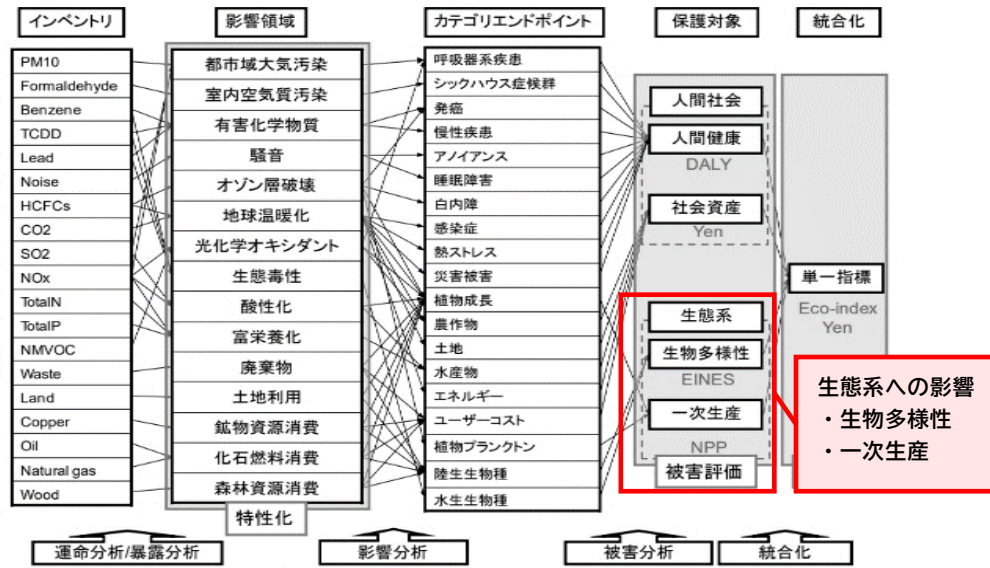 インベントリ
影響領域
カテゴリエンドポイント
保護対象
統合化
PM10
Formaldehyde
Benzene
TCDD
Lead
Noise
HCFCs
CO2
SO2
NOx
TotalN
TotalP
NMVOC
Waste
Land
Copper
Oil
Natural gas
Wood
都市域大気汚染
室内空気質汚染
有害化学物質
騒音
オゾン層破壊
地球温暖化
光化学オキシダント
生態毒性
酸性化
富栄養化
廃棄物
土地利用
鉱物資源消費
化石燃料消費
森林資源消費
特性化
呼吸器系疾患
シックハウス症候群
発癌
慢性疾患
アノイアンス
睡眠障害
白内障
感染症
熱ストレス
災害被害
植物成長
農作物
土地
水産物
エネルギー
ユーザーコスト
植物プランクトン
陸生生物種
水生生物種
人間社会
人間健康
DALY
社会資産
Yen
生態系
生物多様性
EINES
一次生産
NPP
被害評価
単一指標
Eco-index
Yen
生態系への影響
・生物多様性
・一次生産
運命分析/暴露分析
影響分析
被害分析
統合化